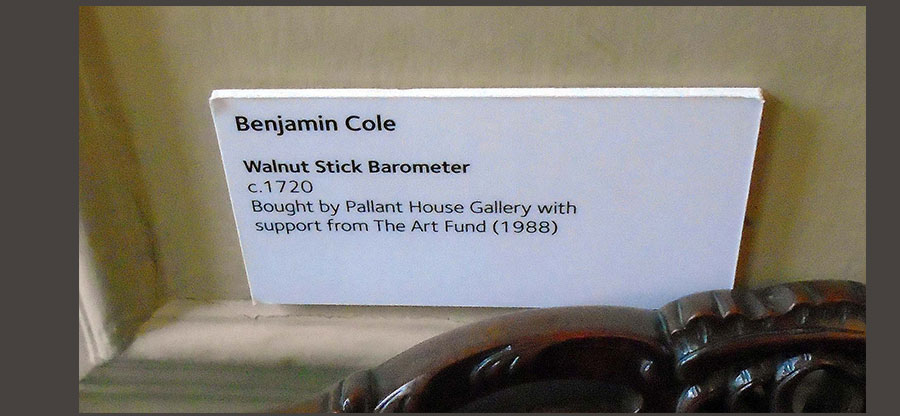 Benjamin Cole
Walnut Stick Barometer
c.1720
Bought by Pallant House Gallery with
support from The Art Fund (1988)